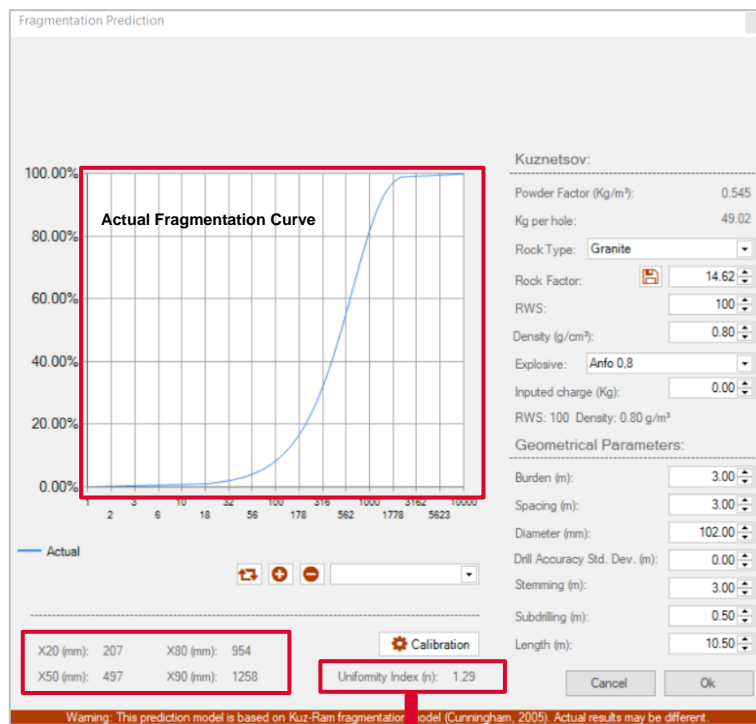 Fragmentation Prediction
100.00%
80.00%
60.00%
40.00%
20.00%
0.00%
Actual Fragmentation Curve
1 3 10 32 100 316 1000 3162 10000
2 6 18 56 178 562 1778 5623
Actual
X20 (mm): 207 X80 (mm): 954
X50 (mm): 497 X90 (mm): 1258
Calibration
Uniformity Index (n): 1.29
Kuznetsov:
Powder Factor (Kg/m³): 0.545
Kg per hole: 49.02
Rock Type: Granite
Rock Factor: 14.62
RWS: 100
Density (g/cm³): 0.80
Explosive: Anfo 0,8
Inputed charge (Kg): 0.00
RWS: 100 Density: 0.80 g/m³
Geometrical Parameters:
Burden (m): 3.00
Spacing (m): 3.00
Diameter (mm): 102.00
Drill Accuracy Std. Dev. (m): 0.00
Stemming (m): 3.00
Subdrilling (m): 0.50
Length (m): 10.50
Cancel Ok
Warning: This prediction model is based on Kuz-Ram fragmentation model (Cunningham, 2005). Actual results may be different.